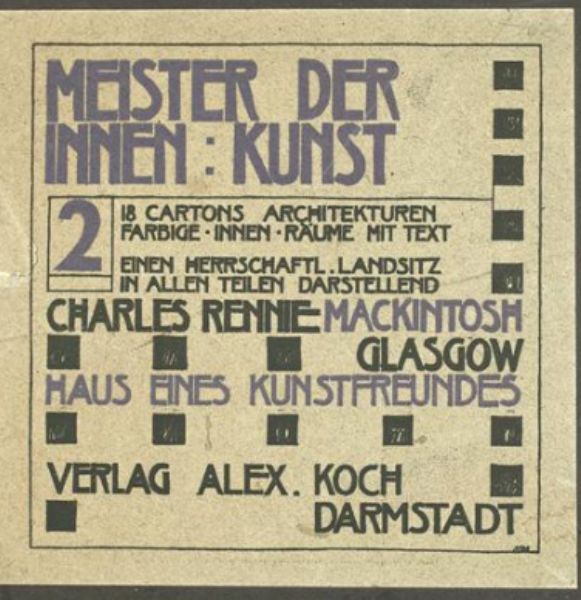 MEISTER DER
INNEN : KUNST
2
18 CARTONS ARCHITEKTUREN
FARBIGE · INNEN · RÄUME MIT TEXT
EINEN HERRSCHAFTL. LANDSITZ
IN ALLEN TEILEN DARSTELLEND
CHARLES RENNIE MACKINTOSH
GLASGOW
HAUS EINES KUNSTFREUNDES
VERLAG ALEX. KOCH
DARMSTADT